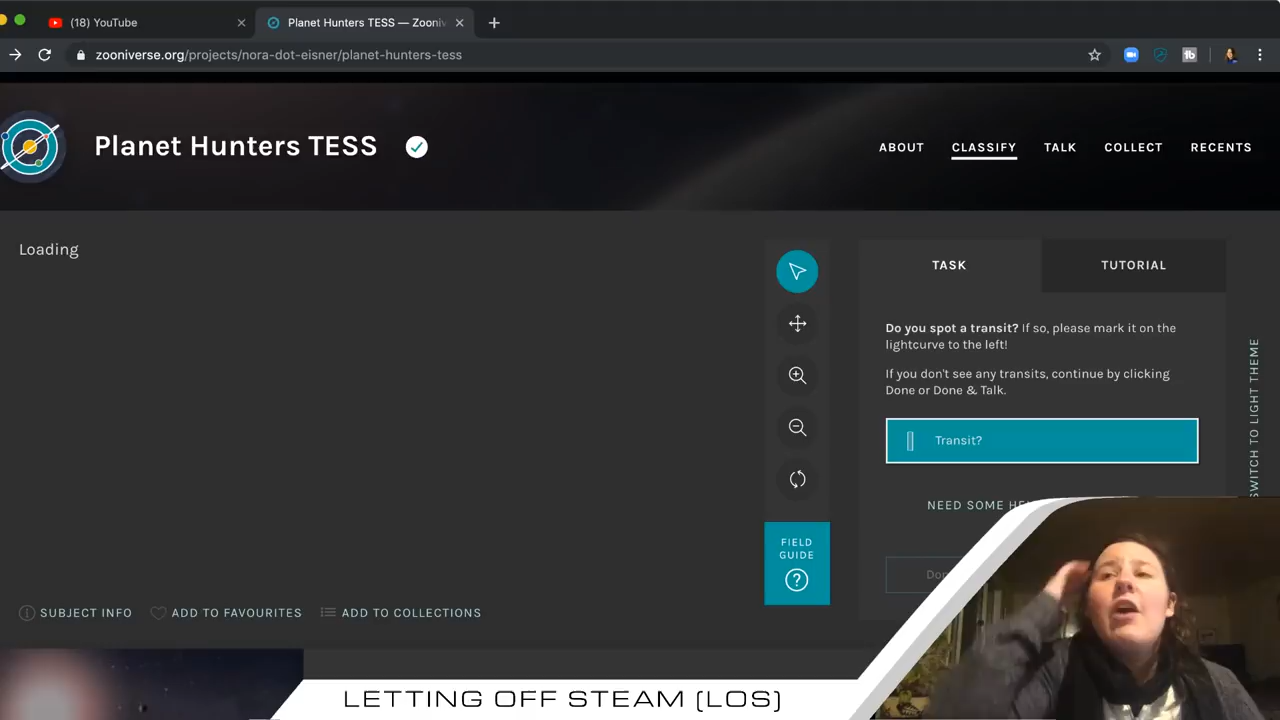 (18) YouTube
Planet Hunters TESS — Zooniv
zooniverse.org/projects/nora-dot-eisner/planet-hunters-tess
Planet Hunters TESS
ABOUT CLASSIFY TALK COLLECT RECENTS
Loading
TASK TUTORIAL
Do you spot a transit? If so, please mark it on the
lightcurve to the left!
If you don't see any transits, continue by clicking
Done or Done & Talk.
Transit?
NEED SOME HE
FIELD
GUIDE
?
SWITCH TO LIGHT THEME
SUBJECT INFO ADD TO FAVOURITES ADD TO COLLECTIONS
LETTING OFF STEAM (LOS)